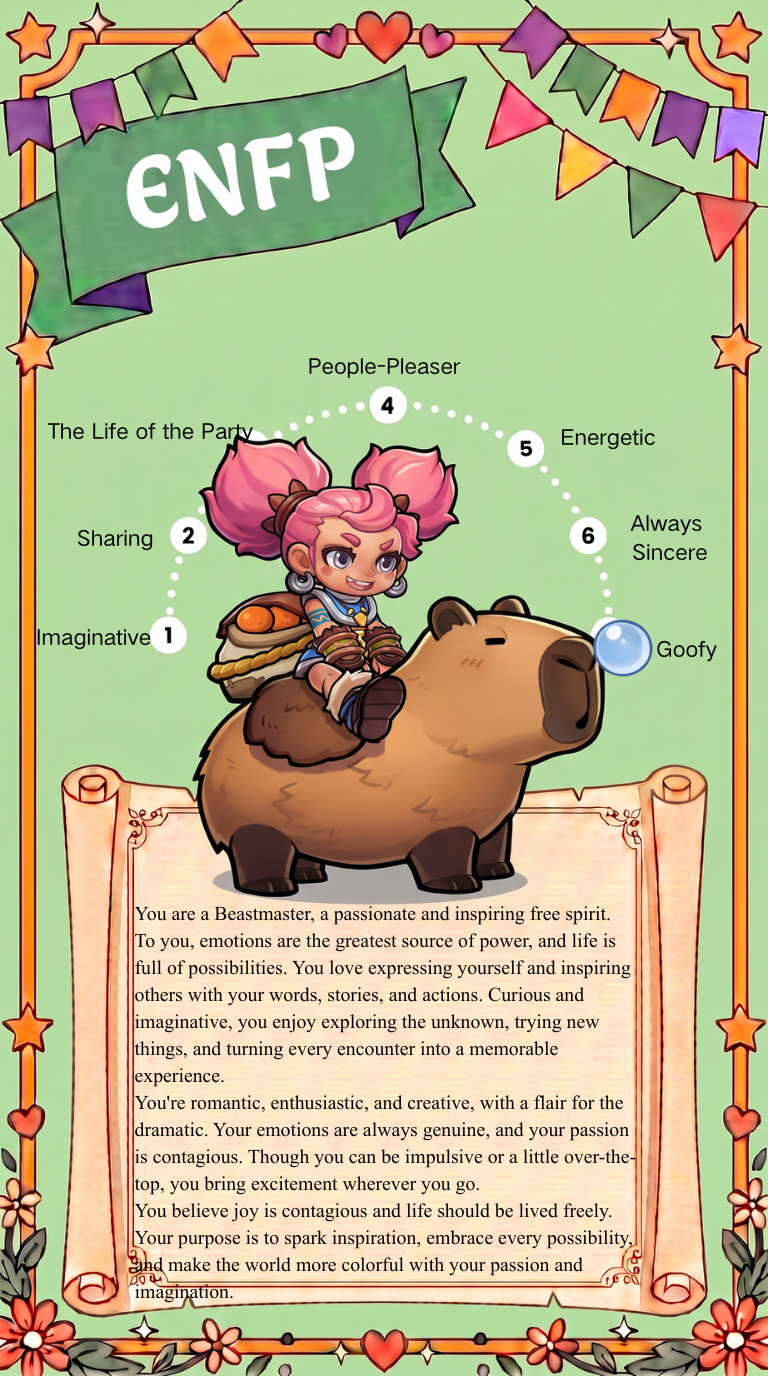 ENFP
People-Pleaser
4
The Life of the Party
5
Energetic
Sharing
2
6
Always
Sincere
Imaginative
1
Goofy
You are a Beastmaster, a passionate and inspiring free spirit.
To you, emotions are the greatest source of power, and life is
full of possibilities. You love expressing yourself and inspiring
others with your words, stories, and actions. Curious and
imaginative, you enjoy exploring the unknown, trying new
things, and turning every encounter into a memorable
experience.
You're romantic, enthusiastic, and creative, with a flair for the
dramatic. Your emotions are always genuine, and your passion
is contagious. Though you can be impulsive or a little over-the-
top, you bring excitement wherever you go.
You believe joy is contagious and life should be lived freely.
Your purpose is to spark inspiration, embrace every possibility,
and make the world more colorful with your passion and
imagination.